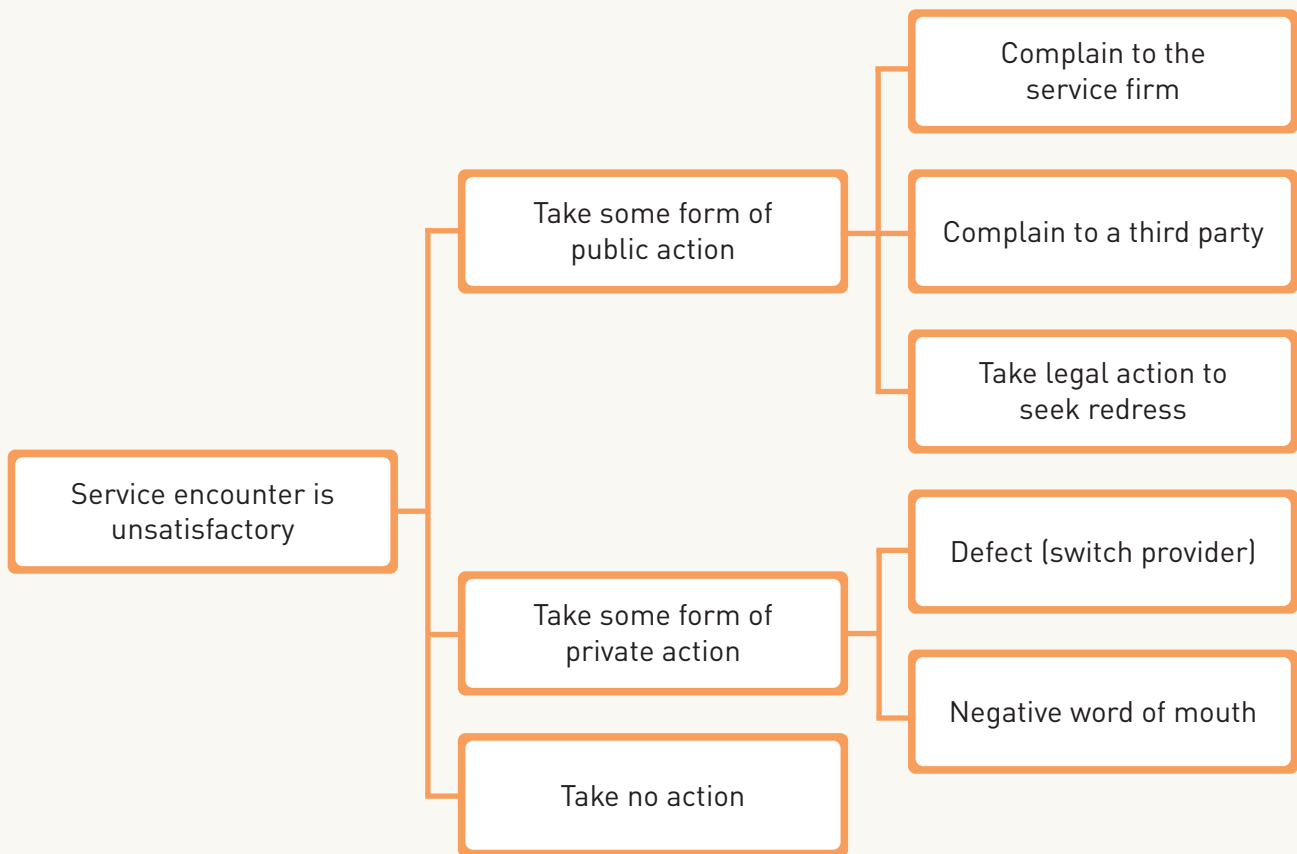 Service encounter is
unsatisfactory
Take some form of
public action
Complain to the
service firm
Complain to a third party
Take legal action to
seek redress
Take some form of
private action
Defect (switch provider)
Negative word of mouth
Take no action